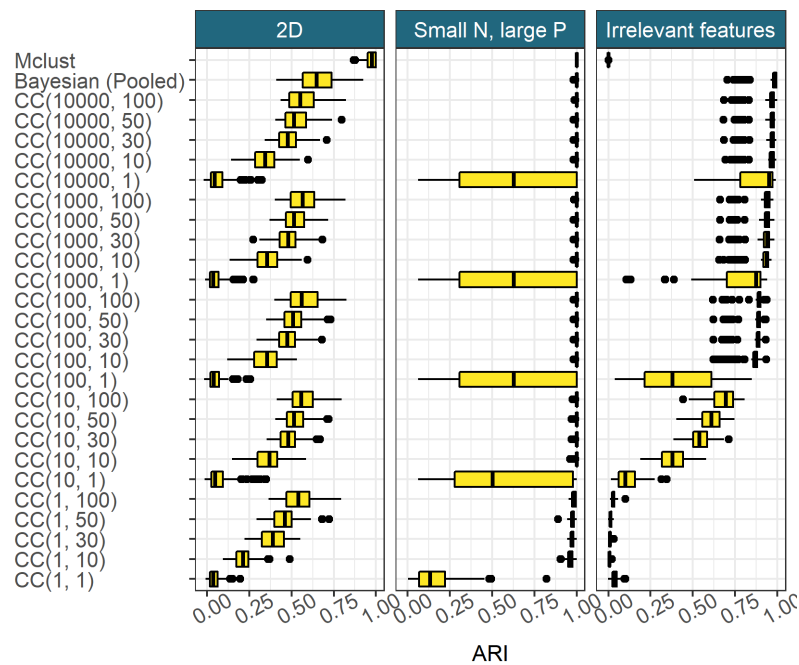 2D Small N, large P Irrelevant features
Mclust
Bayesian (Pooled)
CC(10000, 100)
CC(10000, 50)
CC(10000, 30)
CC(10000, 10)
CC(10000, 1)
CC(1000, 100)
CC(1000, 50)
CC(1000, 30)
CC(1000, 10)
CC(1000, 1)
CC(100, 100)
CC(100, 50)
CC(100, 30)
CC(100, 10)
CC(100, 1)
CC(10, 100)
CC(10, 50)
CC(10, 30)
CC(10, 10)
CC(10, 1)
CC(1, 100)
CC(1, 50)
CC(1, 30)
CC(1, 10)
CC(1, 1)
0.00 0.25 0.50 0.75 1.00 0.00 0.25 0.50 0.75 1.00 0.00 0.25 0.50 0.75 1.00
ARI